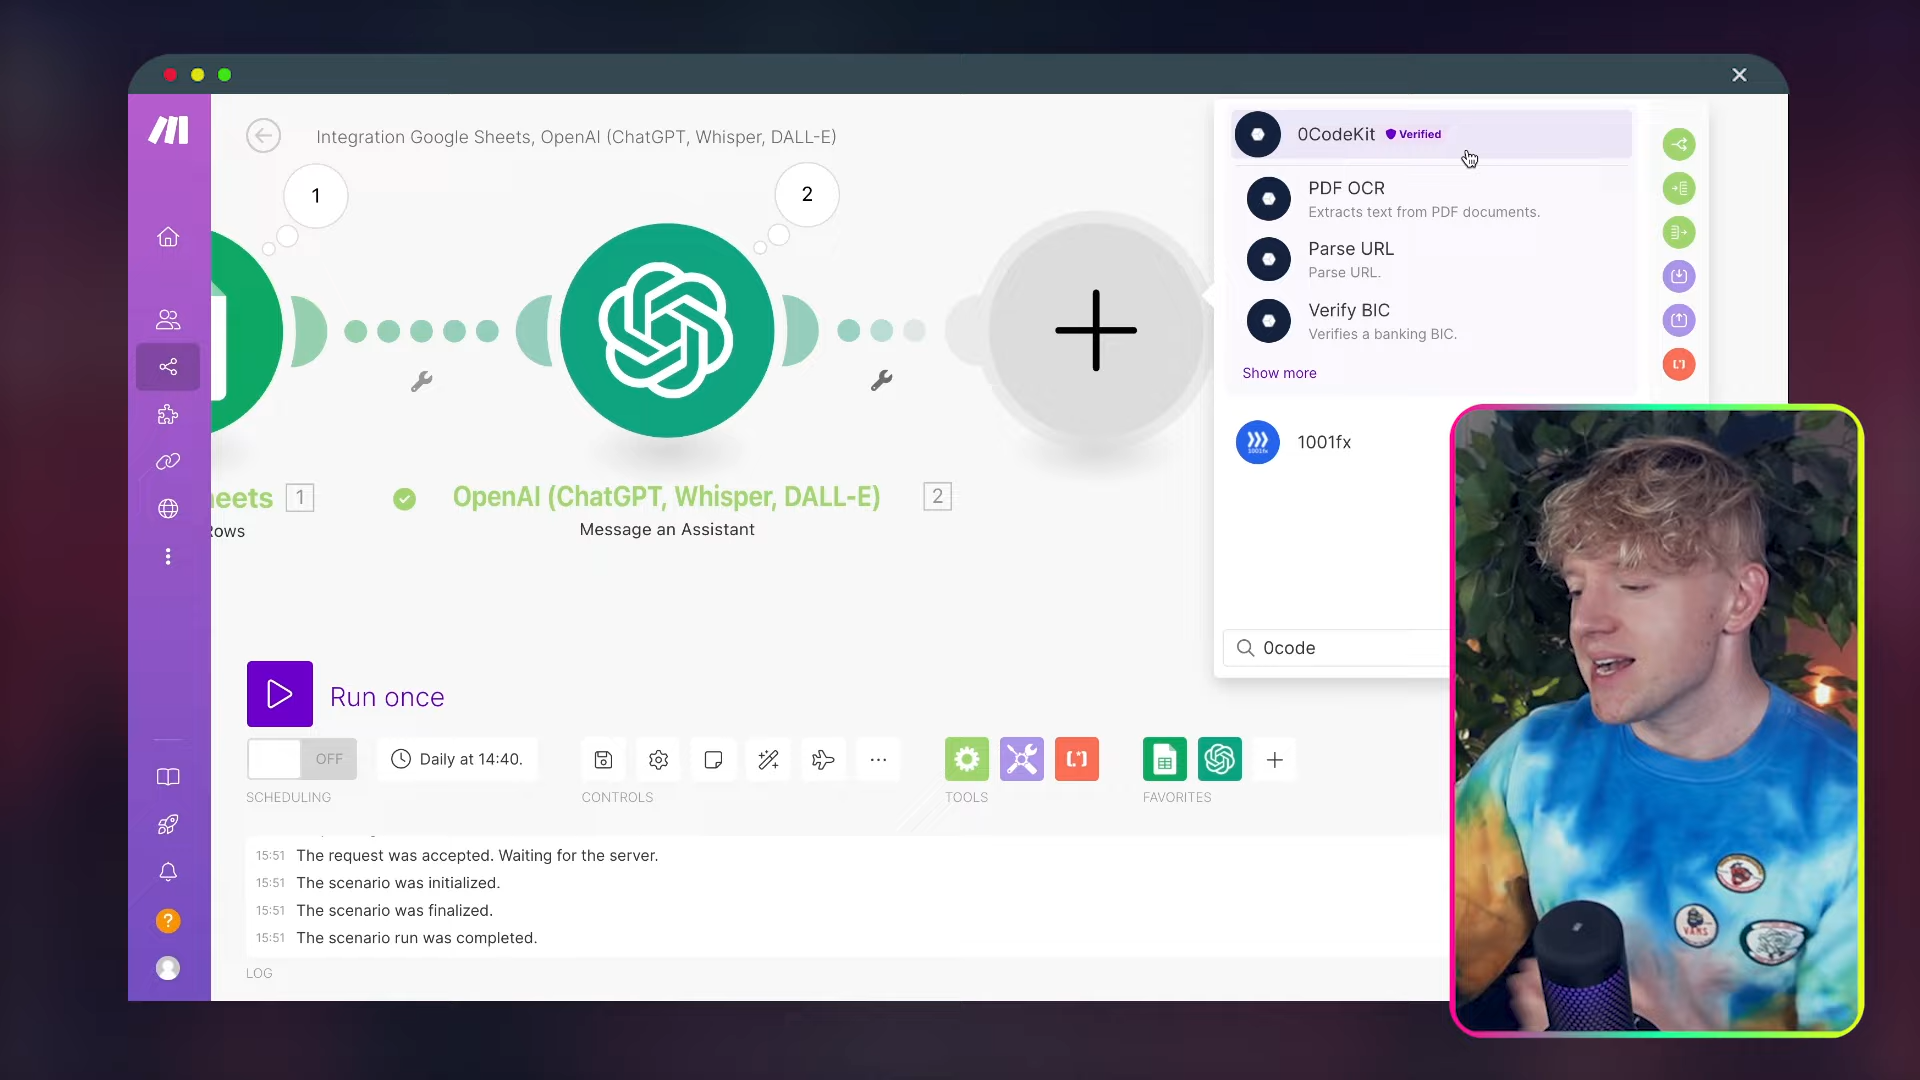 Integration Google Sheets, OpenAI (ChatGPT, Whisper, DALL-E)
1
2
0CodeKit Verified
PDF OCR
Extracts text from PDF documents.
Parse URL
Parse URL.
Verify BIC
Verifies a banking BIC.
Show more
1001fx
1001fx
0code
heets 1
Rows
OpenAI (ChatGPT, Whisper, DALL-E) 2
Message an Assistant
Run once
OFF
Daily at 14:40.
SCHEDULING
CONTROLS
TOOLS
FAVORITES
15:51 The request was accepted. Waiting for the server.
15:51 The scenario was initialized.
15:51 The scenario was finalized.
15:51 The scenario run was completed.
LOG
?
VANS